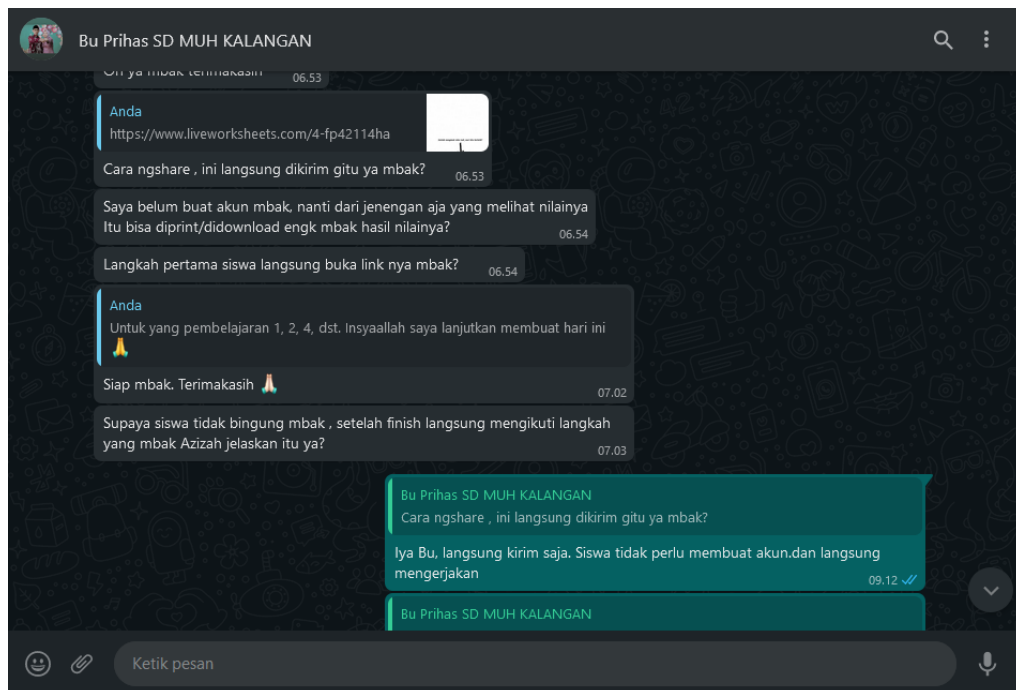 Bu Prihas SD MUH KALANGAN
Oh ya mbak terimakasih 06.53
Anda
https://www.liveworksheets.com/4-fp42114ha
Cara ngshare , ini langsung dikirim gitu ya mbak? 06.53
Saya belum buat akun mbak, nanti dari jenengan aja yang melihat nilainya
Itu bisa diprint/didownload engk mbak hasil nilainya? 06.54
Langkah pertama siswa langsung buka link nya mbak? 06.54
Anda
Untuk yang pembelajaran 1, 2, 4, dst. Insyaallah saya lanjutkan membuat hari ini
Siap mbak. Terimakasih 07.02
Supaya siswa tidak bingung mbak , setelah finish langsung mengikuti langkah
yang mbak Azizah jelaskan itu ya? 07.03
Bu Prihas SD MUH KALANGAN
Cara ngshare , ini langsung dikirim gitu ya mbak?
Iya Bu, langsung kirim saja. Siswa tidak perlu membuat akun.dan langsung
mengerjakan 09.12
Bu Prihas SD MUH KALANGAN
Ketik pesan